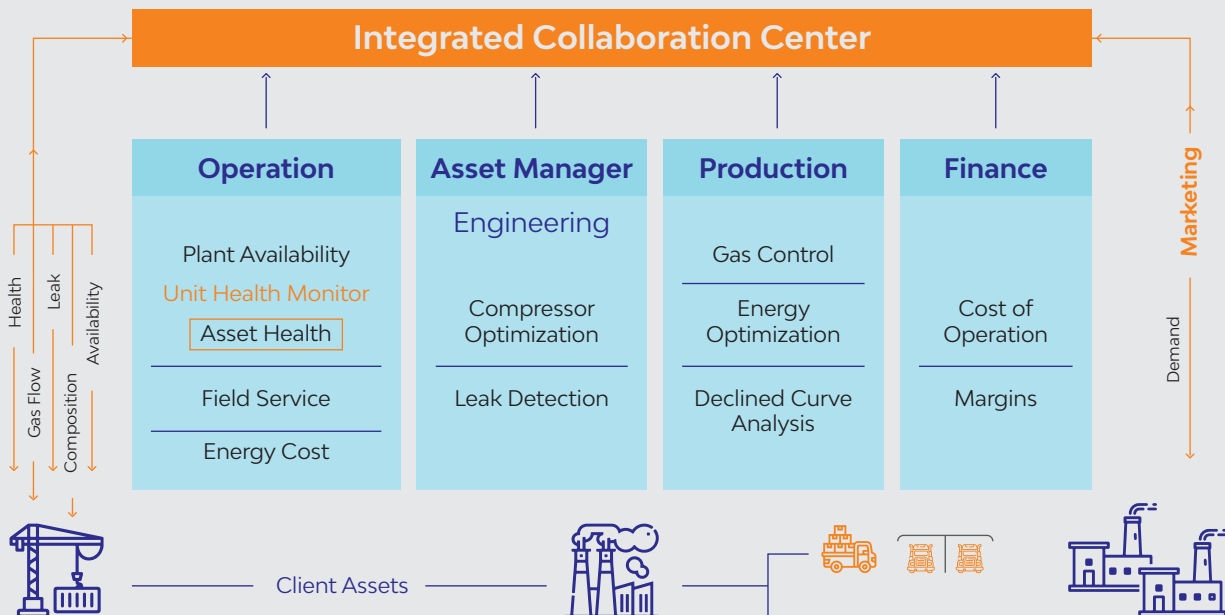 Integrated Collaboration Center
Operation
Plant Availability
Unit Health Monitor
Asset Health
Field Service
Energy Cost
Asset Manager
Engineering
Compressor
Optimization
Leak Detection
Production
Gas Control
Energy
Optimization
Declined Curve
Analysis
Finance
Cost of
Operation
Margins
Health
Gas Flow
Leak
Composition
Availability
Marketing
Demand
Client Assets